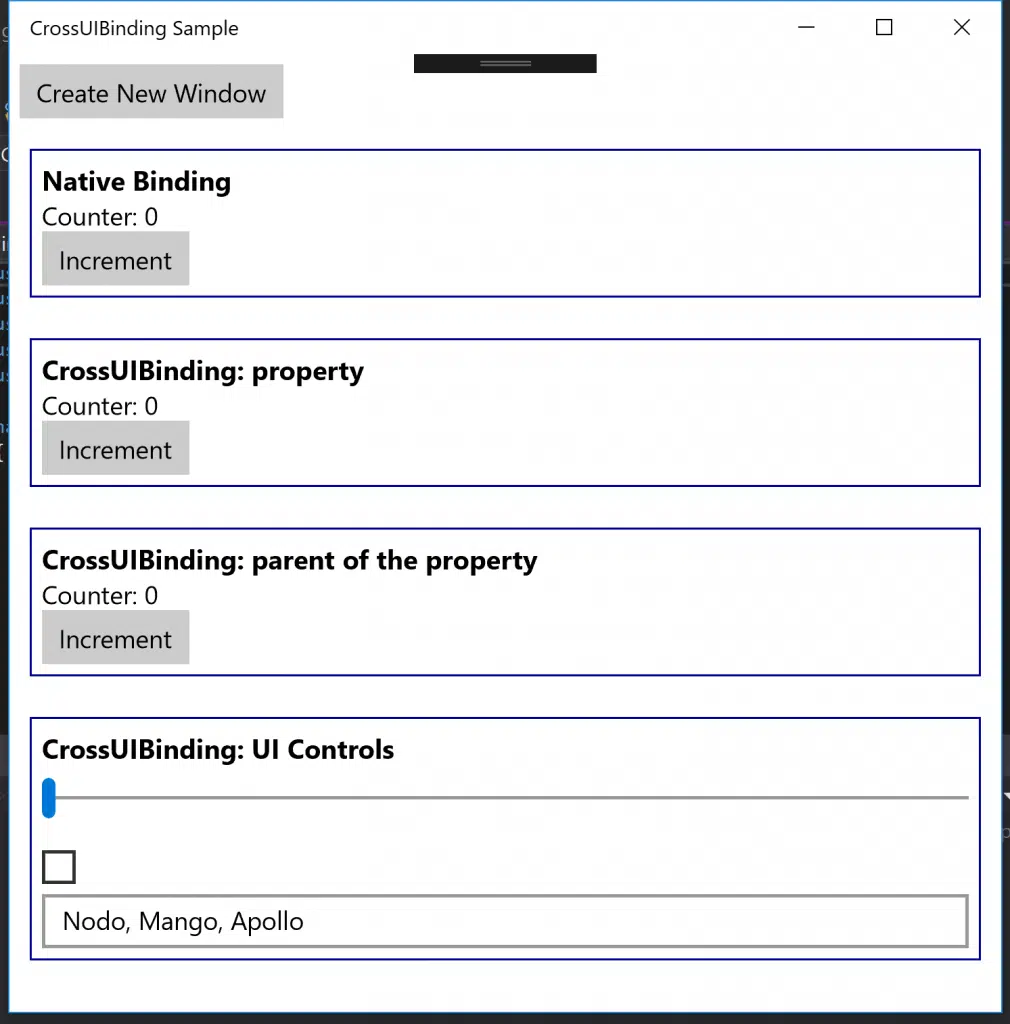 CrossUIBinding Sample
Create New Window
Native Binding
Counter: 0
Increment
CrossUIBinding: property
Counter: 0
Increment
CrossUIBinding: parent of the property
Counter: 0
Increment
CrossUIBinding: UI Controls
Nodo, Mango, Apollo